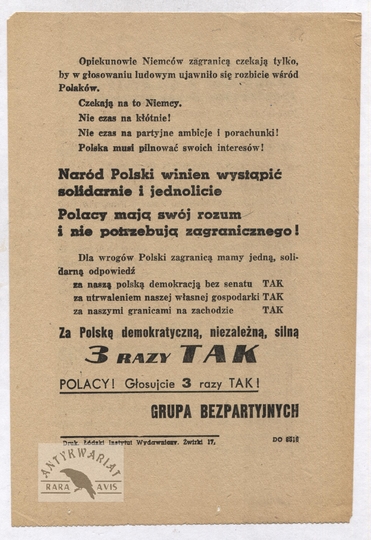 Opiekunowie Niemców zagranicą czekają tylko,
by w głosowaniu ludowym ujawniło się rozbicie wśród
Polaków.
Czekają na to Niemcy.
Nie czas na kłótnie!
Nie czas na partyjne ambicje i porachunki!
Polska musi pilnować swoich interesów!
Naród Polski winien wystąpić
solidarnie i jednolicie
Polacy mają swój rozum
i nie potrzebują zagranicznego!
Dla wrogów Polski zagranicą mamy jedną, soli-
darną odpowiedź
za naszą polską demokracją bez senatu TAK
za utrwaleniem naszej własnej gospodarki TAK
za naszymi granicami na zachodzie TAK
Za Polskę demokratyczną, niezależną, silną
3 RAZY TAK
POLACY! Głosujcie 3 razy TAK!
GRUPA BEZPARTYJNYCH
Druk. Łódzki Instytut Wydawniczy. Żwirki 17.
DO
ANTYKWARIAT
RARA AVIS